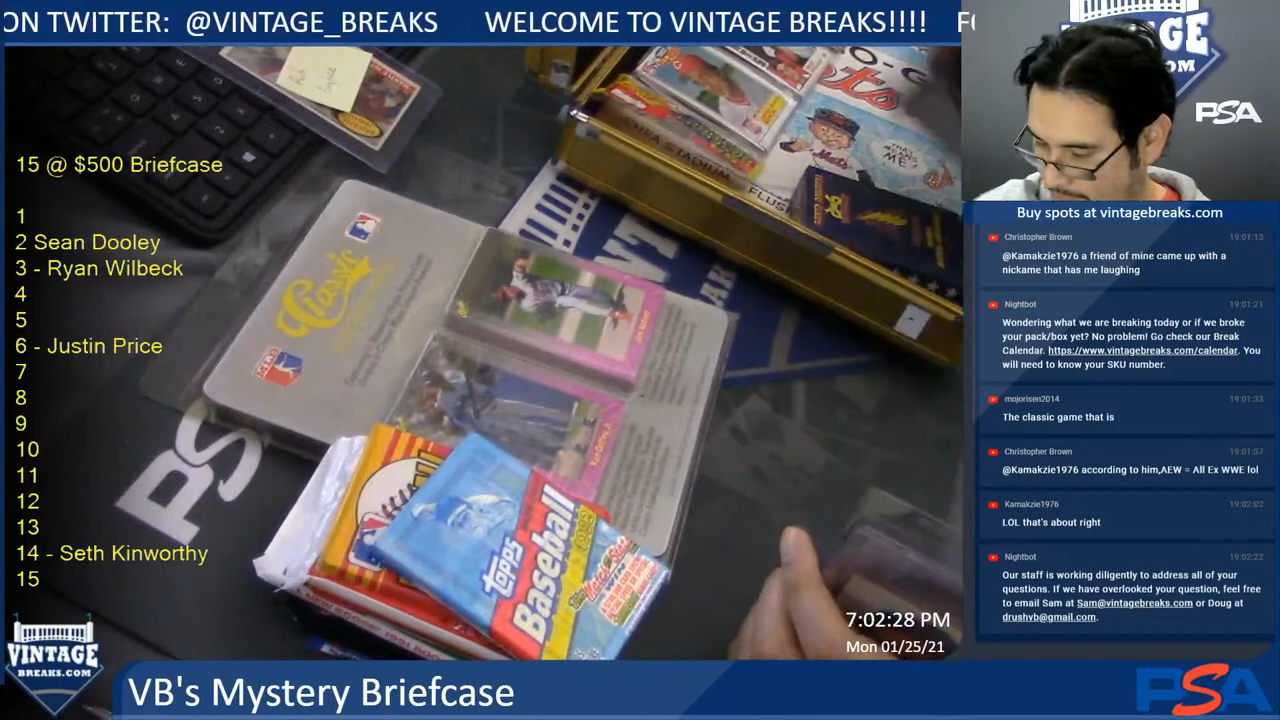 ON TWITTER: @VINTAGE_BREAKS WELCOME TO VINTAGE BREAKS!!!!
VINTAGE
PSA
15 @ $500 Briefcase
1
2 Sean Dooley
3 - Ryan Wilbeck
4
5
6 - Justin Price
7
8
9
10
11
12
13
14 - Seth Kinworthy
15
SHEA STADIUM
Mets
Classic
Ken Griffey, Jr.
PSA
Topps
Baseball
Buy spots at vintagebreaks.com
Christopher Brown 19:01:13
@Kamakzie1976 a friend of mine came up with a
nickame that has me laughing
Nightbot 19:01:21
Wondering what we are breaking today or if we broke
your pack/box yet? No problem! Go check our Break
Calendar. https://www.vintagebreaks.com/calendar. You
will need to know your SKU number.
mojorisen2014 19:01:33
The classic game that is
Christopher Brown 19:01:37
@Kamakzie1976 according to him,AEW = All Ex WWE lol
Kamakzie1976 19:02:02
LOL that's about right
Nightbot 19:02:22
Our staff is working diligently to address all of your
questions. If we have overlooked your question, feel free
to email Sam at Sam@vintagebreaks.com or Doug at
drushvb@gmail.com.
7:02:28 PM
Mon 01/25/21
VINTAGE
BREAKS.COM
VB's Mystery Briefcase
PSA